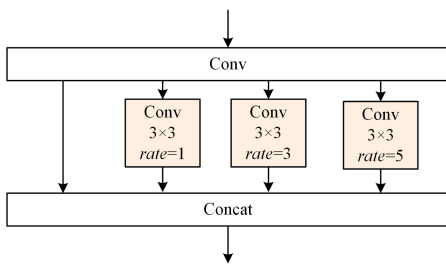 Conv
Conv
3×3
rate=1
Conv
3×3
rate=3
Conv
3×3
rate=5
Concat